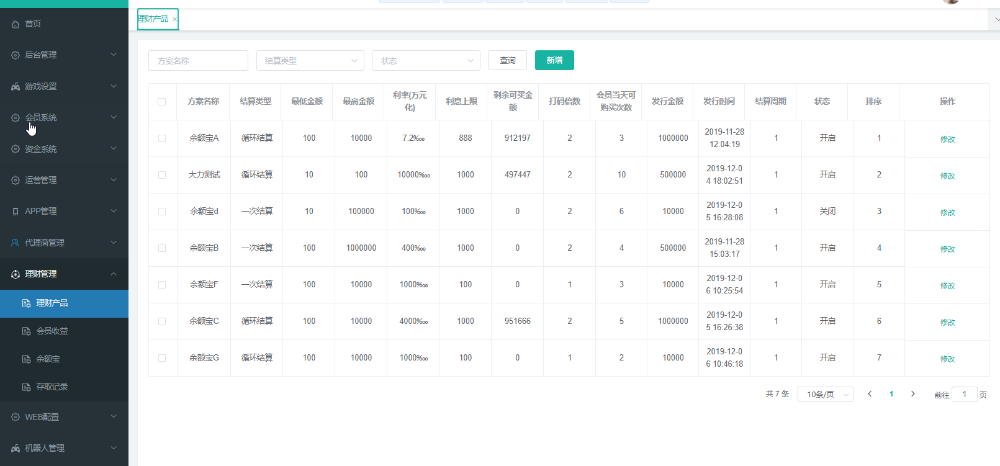 首页
后台管理
游戏设置
会员系统
资金系统
运营管理
APP管理
代理商管理
理财管理
理财产品
会员收益
余额宝
存取记录
WEB配置
机器人管理
理财产品 ×
方案名称 结算类型 状态 查询 新增
方案名称 结算类型 最低金额 最高金额 利率(万元化) 利息上限 剩余可买金额 打码倍数 会员当天可购买次数 发行金额 发行时间 结算周期 状态 排序 操作
余额宝A 循环结算 100 10000 7.2‱ 888 912197 2 3 1000000 2019-11-28 12:04:19 1 开启 1 修改
大力测试 循环结算 10 100 10000‱ 1000 497447 2 10 500000 2019-12-04 18:02:51 1 开启 2 修改
余额宝d 一次结算 10 100000 100‱ 1000 0 2 6 10000 2019-12-05 16:28:08 1 关闭 3 修改
余额宝B 一次结算 100 1000000 400‱ 1000 0 2 4 500000 2019-11-28 15:03:17 1 开启 4 修改
余额宝F 一次结算 100 10000 1000‱ 100 0 1 3 10000 2019-12-06 10:25:54 1 开启 5 修改
余额宝C 循环结算 100 10000 4000‱ 1000 951666 2 5 1000000 2019-12-05 16:26:38 1 开启 6 修改
余额宝G 循环结算 100 10000 1000‱ 100 0 1 2 10000 2019-12-06 10:46:18 1 开启 7 修改
共 7 条 10条/页 1 前往 1 页